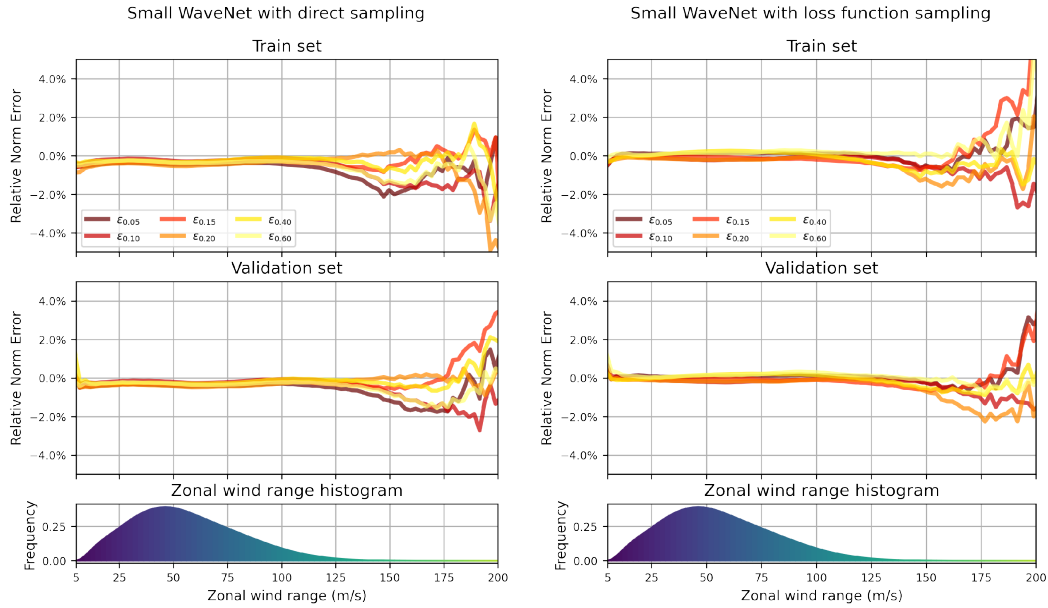 Small WaveNet with direct sampling
Train set
Relative Norm Error
4.0%
2.0%
0.0%
−2.0%
−4.0%
ε0.05 ε0.15 ε0.40
ε0.10 ε0.20 ε0.60
Validation set
Relative Norm Error
4.0%
2.0%
0.0%
−2.0%
−4.0%
Zonal wind range histogram
Frequency
0.25
0.00
5 25 50 75 100 125 150 175 200
Zonal wind range (m/s)
Small WaveNet with loss function sampling
Train set
Relative Norm Error
4.0%
2.0%
0.0%
−2.0%
−4.0%
ε0.05 ε0.15 ε0.40
ε0.10 ε0.20 ε0.60
Validation set
Relative Norm Error
4.0%
2.0%
0.0%
−2.0%
−4.0%
Zonal wind range histogram
Frequency
0.25
0.00
5 25 50 75 100 125 150 175 200
Zonal wind range (m/s)